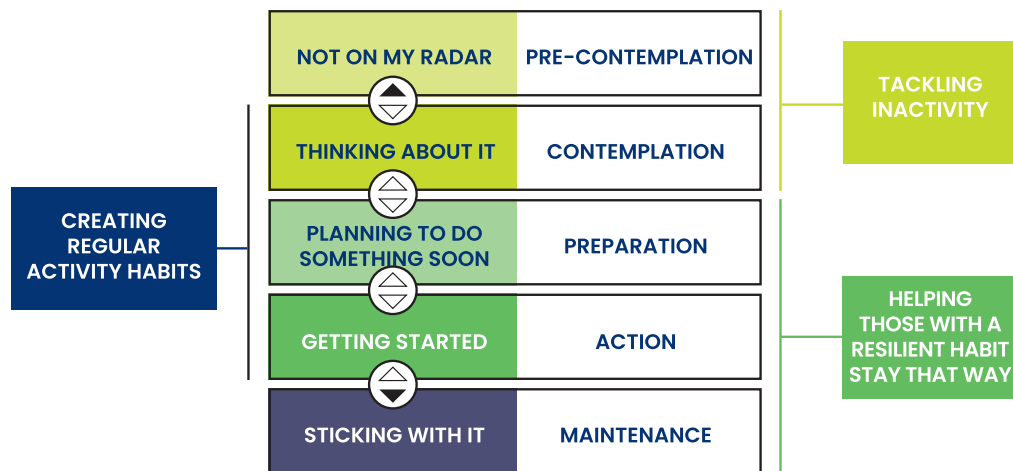 NOT ON MY RADAR
PRE-CONTEMPLATION
THINKING ABOUT IT
CONTEMPLATION
PLANNING TO DO
SOMETHING SOON
PREPARATION
GETTING STARTED
ACTION
STICKING WITH IT
MAINTENANCE
CREATING
REGULAR
ACTIVITY HABITS
TACKLING
INACTIVITY
HELPING
THOSE WITH A
RESILIENT HABIT
STAY THAT WAY